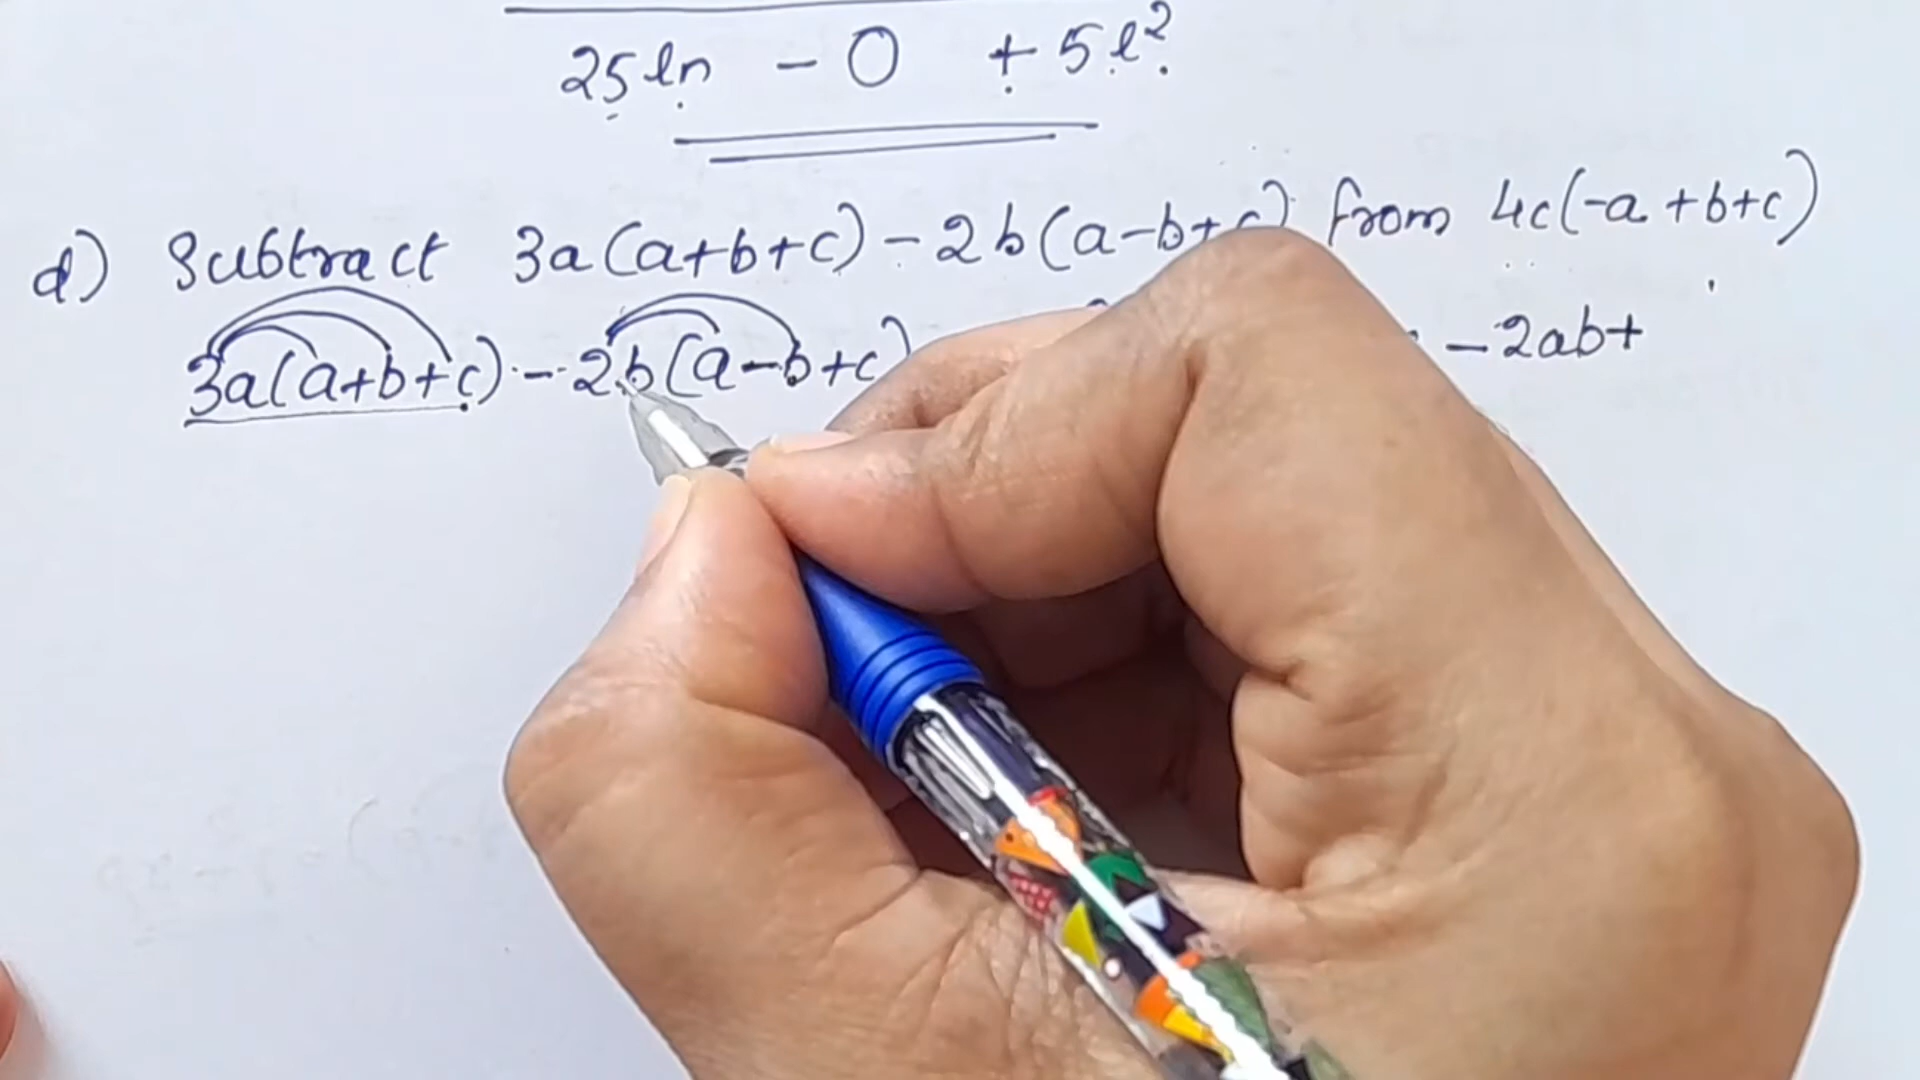 25ln - 0 + 5l²
d) Subtract 3a(a+b+c) - 2b(a-b+c) from 4c(-a+b+c)
3a(a+b+c) - 2b(a-b+c) - 2ab+